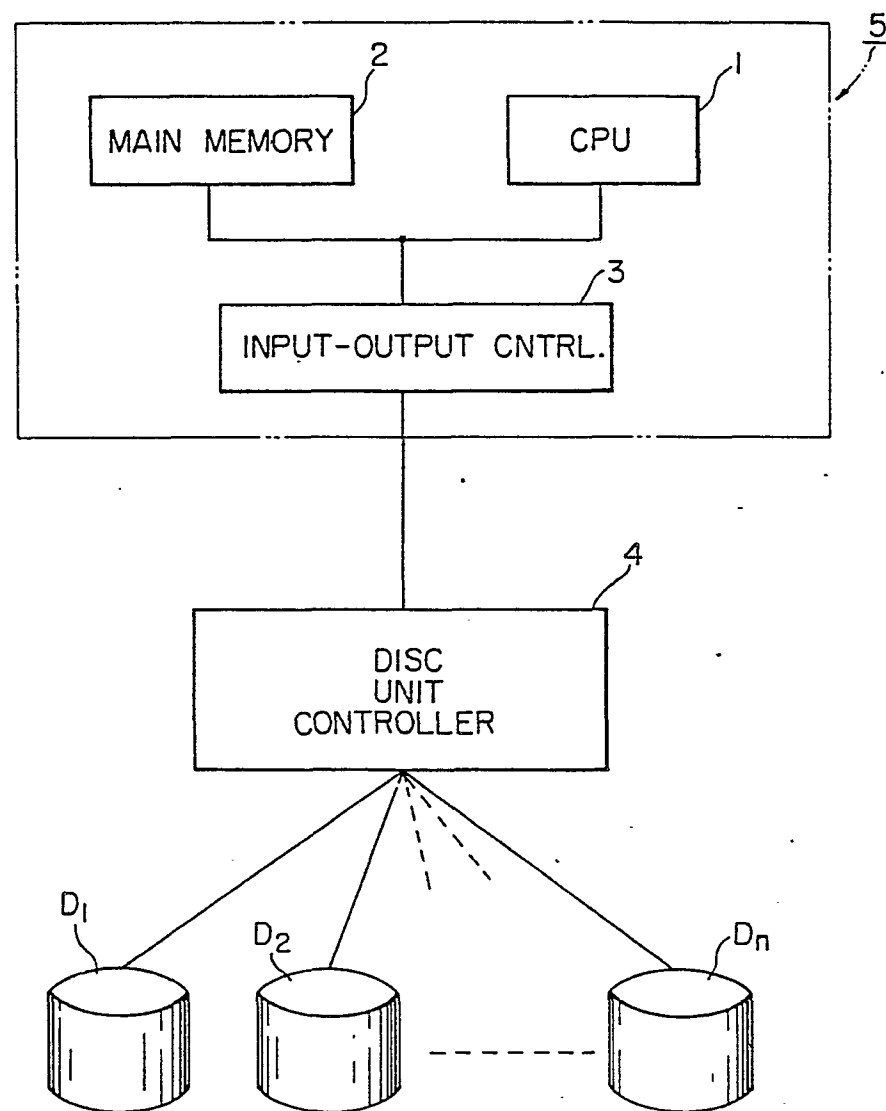 5
2
1
MAIN MEMORY
CPU
3
INPUT-OUTPUT CNTRL.
4
DISC
UNIT
CONTROLLER
D1
D2
Dn